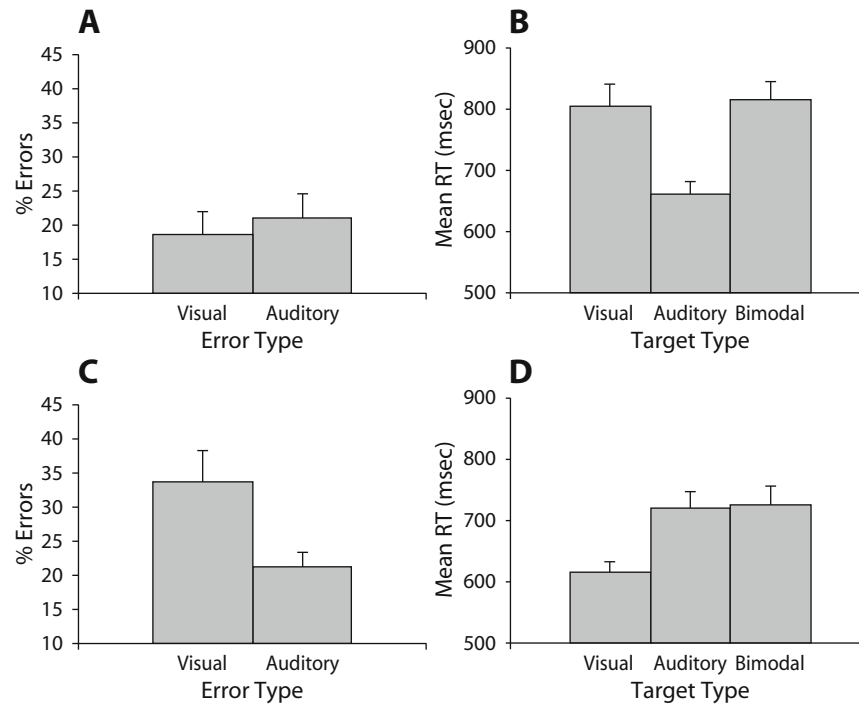 A
45
40
35
30
25
20
15
10
% Errors
Visual Auditory
Error Type
B
900
800
700
600
500
Mean RT (msec)
Visual Auditory Bimodal
Target Type
C
45
40
35
30
25
20
15
10
% Errors
Visual Auditory
Error Type
D
900
800
700
600
500
Mean RT (msec)
Visual Auditory Bimodal
Target Type